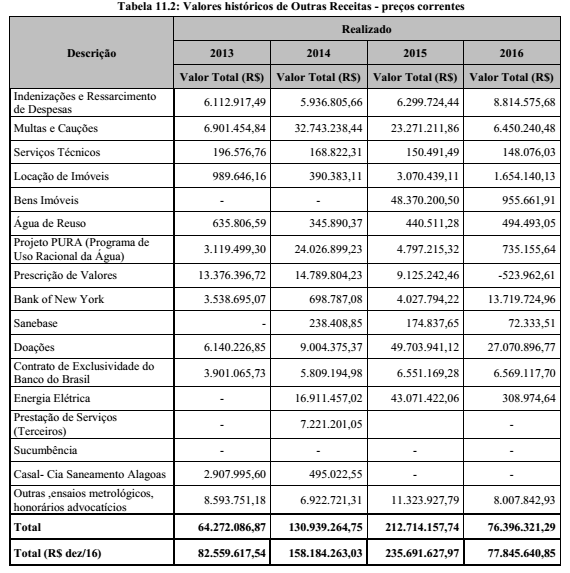 Tabela 11.2: Valores históricos de Outras Receitas - preços correntes
Descrição Realizado
2013 2014 2015 2016
Valor Total (R$) Valor Total (R$) Valor Total (R$) Valor Total (R$)
Indenizações e Ressarcimento
de Despesas 6.112.917,49 5.936.805,66 6.299.724,44 8.814.575,68
Multas e Cauções 6.901.454,84 32.743.238,44 23.271.211,86 6.450.240,48
Serviços Técnicos 196.576,76 168.822,31 150.491,49 148.076,03
Locação de Imóveis 989.646,16 390.383,11 3.070.439,11 1.654.140,13
Bens Imóveis - - 48.370.200,50 955.661,91
Água de Reuso 635.806,59 345.890,37 440.511,28 494.493,05
Projeto PURA (Programa de
Uso Racional da Água) 3.119.499,30 24.026.899,23 4.797.215,32 735.155,64
Prescrição de Valores 13.376.396,72 14.789.804,23 9.125.242,46 -523.962,61
Bank of New York 3.538.695,07 698.787,08 4.027.794,22 13.719.724,96
Sanebase - 238.408,85 174.837,65 72.333,51
Doações 6.140.226,85 9.004.375,37 49.703.941,12 27.070.896,77
Contrato de Exclusividade do
Banco do Brasil 3.901.065,73 5.809.194,98 6.551.169,28 6.569.117,70
Energia Elétrica - 16.911.457,02 43.071.422,06 308.974,64
Prestação de Serviços
(Terceiros) - 7.221.201,05 -
Sucumbência - - - -
Casal- Cia Saneamento Alagoas 2.907.995,60 495.022,55 - -
Outras ,ensaios metrológicos,
honorários advocatícios 8.593.751,18 6.922.721,31 11.323.927,79 8.007.842,93
Total 64.272.086,87 130.939.264,75 212.714.157,74 76.396.321,29
Total (R$ dez/16) 82.559.617,54 158.184.263,03 235.691.627,97 77.845.640,85